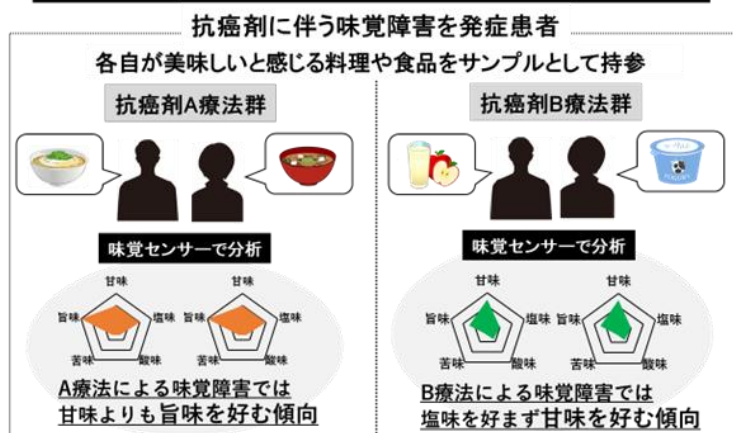 抗癌剤に伴う味覚障害を発症患者
各自が美味しいと感じる料理や食品をサンプルとして持参
抗癌剤A療法群
抗癌剤B療法群
味覚センサーで分析
味覚センサーで分析
甘味
旨味
塩味
苦味
酸味
甘味
旨味
塩味
苦味
酸味
甘味
旨味
塩味
苦味
酸味
甘味
旨味
塩味
苦味
酸味
A療法による味覚障害では
甘味よりも旨味を好む傾向
B療法による味覚障害では
塩味を好まず甘味を好む傾向